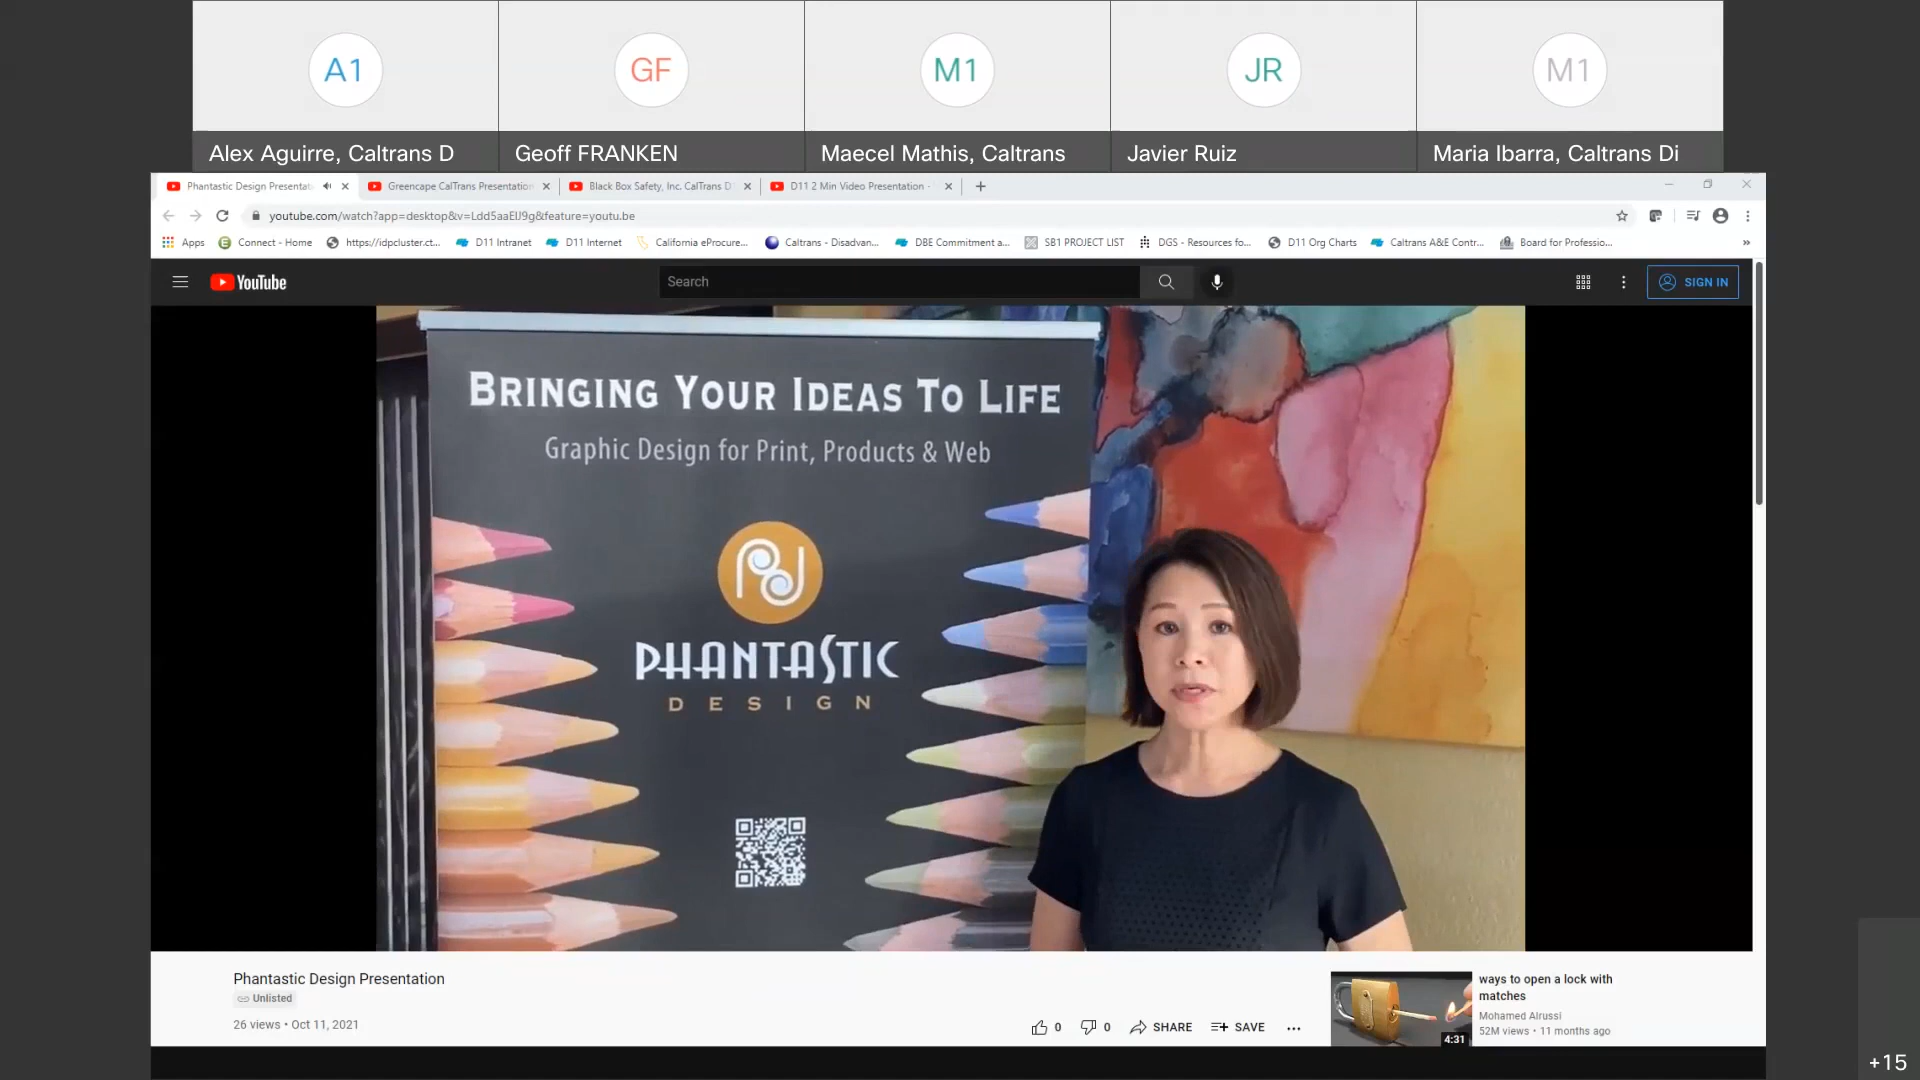 A1
GF
M1
JR
M1
Alex Aguirre, Caltrans D
Geoff FRANKEN
Maecel Mathis, Caltrans
Javier Ruiz
Maria Ibarra, Caltrans Di
Phantastic Design Presentat
Greencape CalTrans Presentation
Black Box Safety, Inc. CalTrans D
D11 2 Min Video Presentation -
youtube.com/watch?app=desktop&v=Ldd5aaEIJ9g&feature=youtu.be
Apps
Connect - Home
https://idpcluster.ct...
D11 Intranet
D11 Internet
California eProcure...
Caltrans - Disadvan...
DBE Commitment a...
SB1 PROJECT LIST
DGS - Resources fo...
D11 Org Charts
Caltrans A&E Contr...
Board for Professio...
YouTube
Search
SIGN IN
BRINGING YOUR IDEAS TO LIFE
Graphic Design for Print, Products & Web
PHANTASTIC
DESIGN
Phantastic Design Presentation
Unlisted
26 views • Oct 11, 2021
0
0
SHARE
SAVE
4:31
ways to open a lock with
matches
Mohamed Alrussi
52M views • 11 months ago
+15